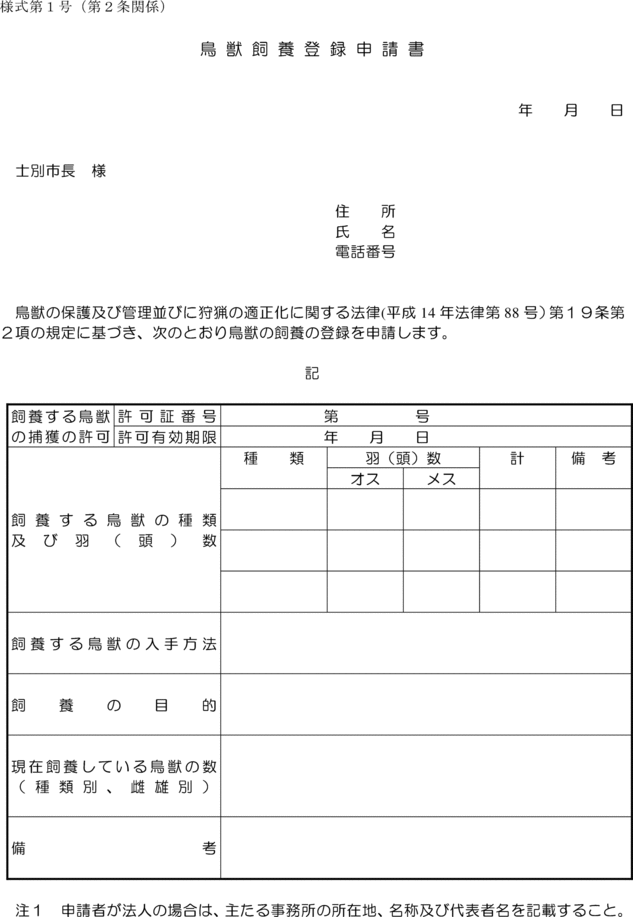 様式第１号（第２条関係）
鳥獣飼養登録申請書
年　　月　　日
士別市長　様
住　　所
氏　　名
電話番号
鳥獣の保護及び管理並びに狩猟の適正化に関する法律(平成 14 年法律第 88 号)第１９条第
２項の規定に基づき、次のとおり鳥獣の飼養の登録を申請します。
記
飼養する鳥獣 許可証番号 第　　　　　号
の捕獲の許可 許可有効期限 年　　月　　日
種　　類 羽（頭）数 計 備　考
オス メス
飼養する鳥獣の種類
及び羽（頭）数
飼養する鳥獣の入手方法
飼養の目的
現在飼養している鳥獣の数
（種類別、雌雄別）
備考
注１　申請者が法人の場合は、主たる事務所の所在地、名称及び代表者名を記載すること。